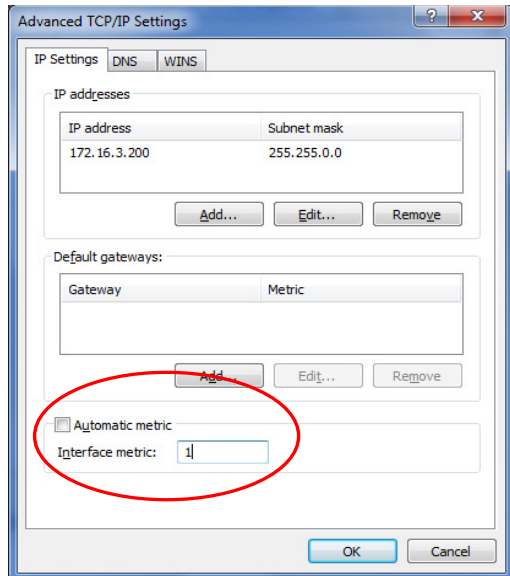 Advanced TCP/IP Settings
? X
IP Settings DNS WINS
IP addresses
IP address Subnet mask
172.16.3.200 255.255.0.0
Add... Edit... Remove
Default gateways:
Gateway Metric
Add... Edit... Remove
Automatic metric
Interface metric: 1
OK Cancel